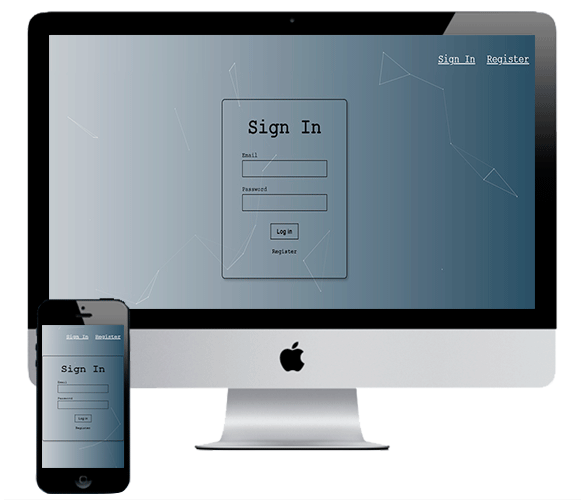 Sign In Register
Sign In
Email
Password
Log in
Register
Sign In Register
Sign In
Email
Password
Log in
Register